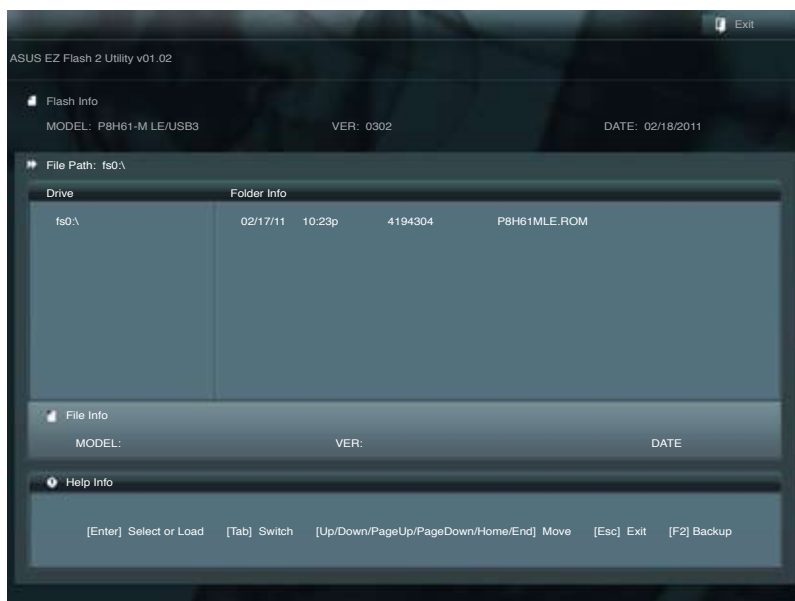 Exit
ASUS EZ Flash 2 Utility v01.02
Flash Info
MODEL: P8H61-M LE/USB3 VER: 0302 DATE: 02/18/2011
File Path: fs0:\
Drive Folder Info
fs0:\ 02/17/11 10:23p 4194304 P8H61MLE.ROM
File Info
MODEL: VER: DATE
Help Info
[Enter] Select or Load [Tab] Switch [Up/Down/PageUp/PageDown/Home/End] Move [Esc] Exit [F2] Backup